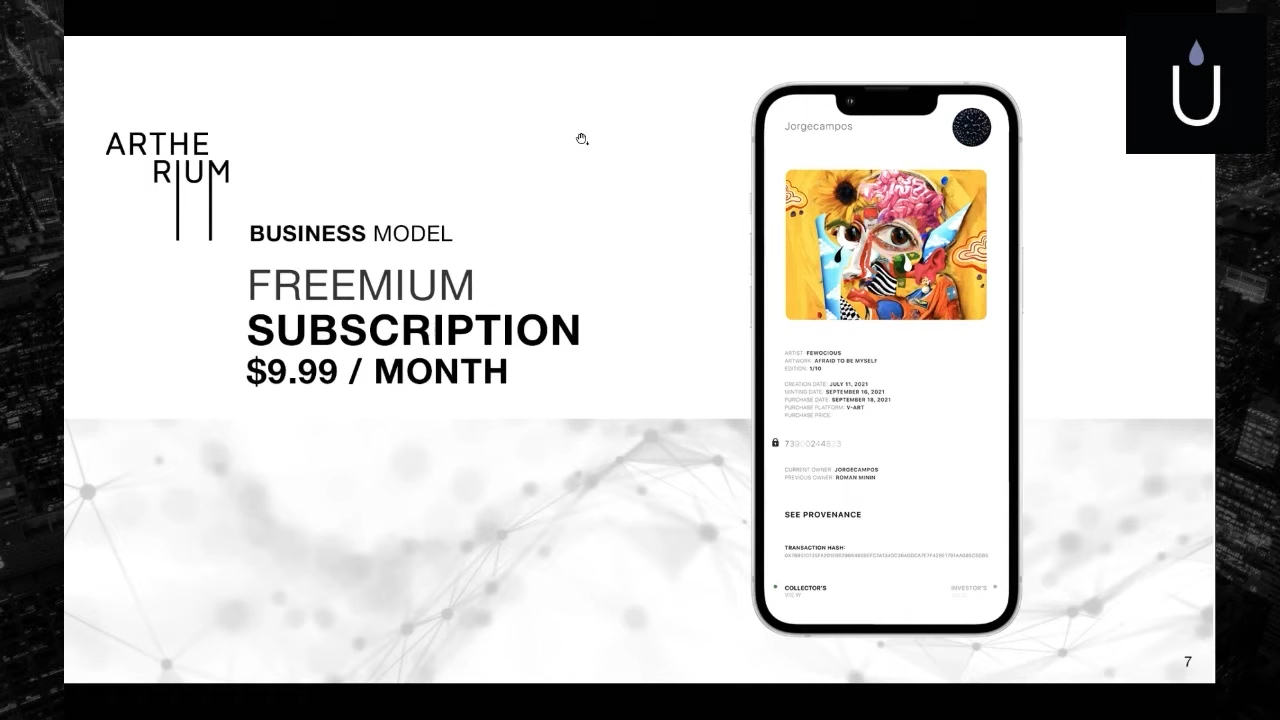 ARTHE
RIUM
BUSINESS MODEL
FREEMIUM
SUBSCRIPTION
$9.99 / MONTH
Jorgecampos
ARTIST: FEWOCIOUS
ARTWORK: AFRAID TO BE MYSELF
EDITION: 1/10
CREATION DATE: JULY 11, 2021
MINTING DATE: SEPTEMBER 16, 2021
PURCHASE DATE: SEPTEMBER 18, 2021
PURCHASE PLATFORM: V-ART
PURCHASE PRICE:
73900244823
CURRENT OWNER: JORGECAMPOS
PREVIOUS OWNER: ROMAN MININ
SEE PROVENANCE
TRANSACTION HASH:
COLLECTOR'S
VIEW
INVESTOR'S
7
U